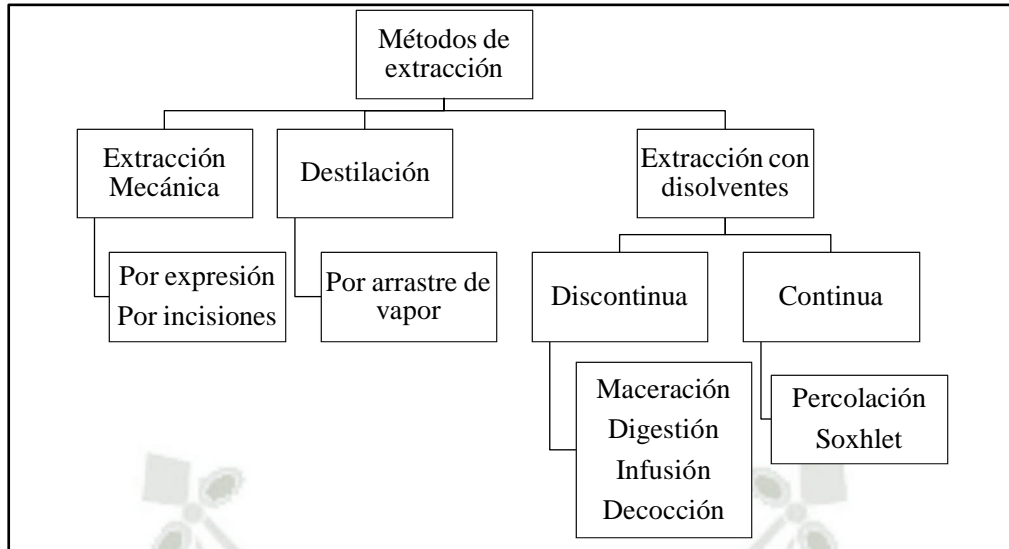 Métodos de
extracción
Extracción
Mecánica
Destilación
Extracción con
disolventes
Por expresión
Por incisiones
Por arrastre de
vapor
Discontinua
Continua
Maceración
Digestión
Infusión
Decocción
Percolación
Soxhlet